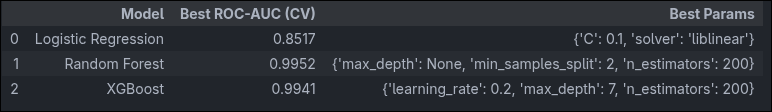 Model Best ROC-AUC (CV) Best Params
0 Logistic Regression 0.8517 {'C': 0.1, 'solver': 'liblinear'}
1 Random Forest 0.9952 {'max_depth': None, 'min_samples_split': 2, 'n_estimators': 200}
2 XGBoost 0.9941 {'learning_rate': 0.2, 'max_depth': 7, 'n_estimators': 200}